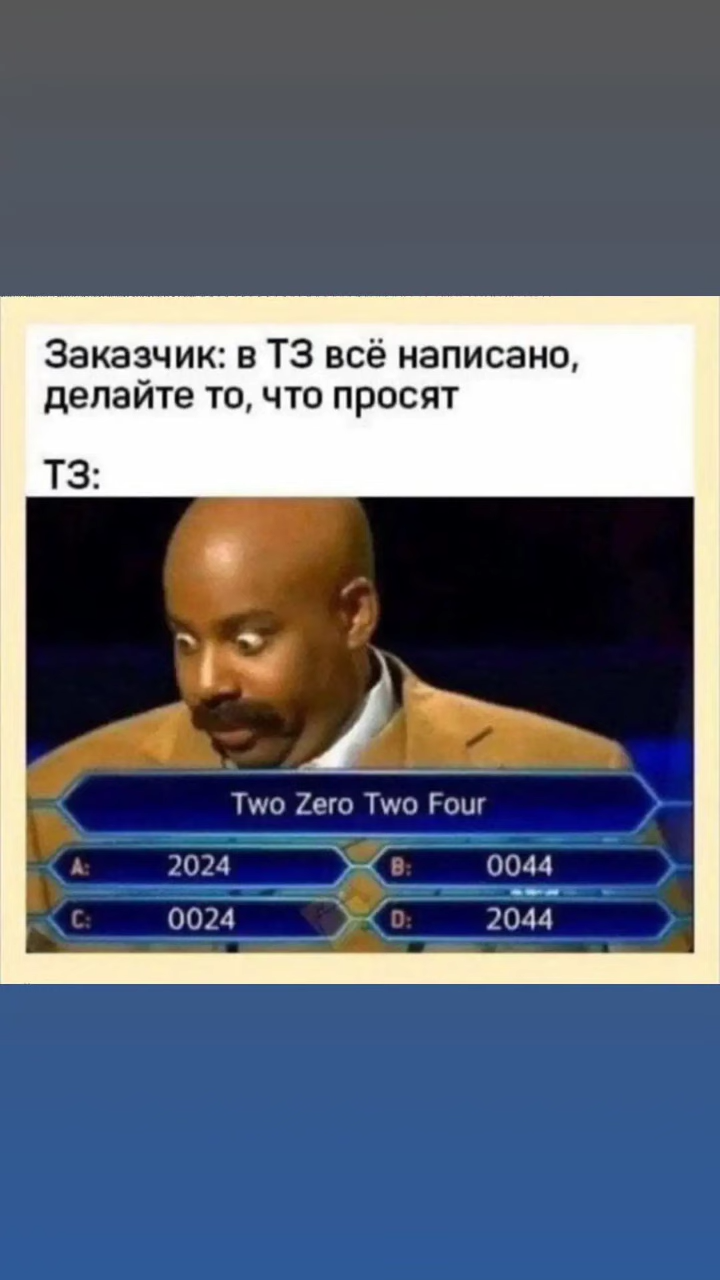 Заказчик: в ТЗ всё написано,
делайте то, что просят
ТЗ:
Two Zero Two Four
A: 2024 B: 0044
C: 0024 D: 2044